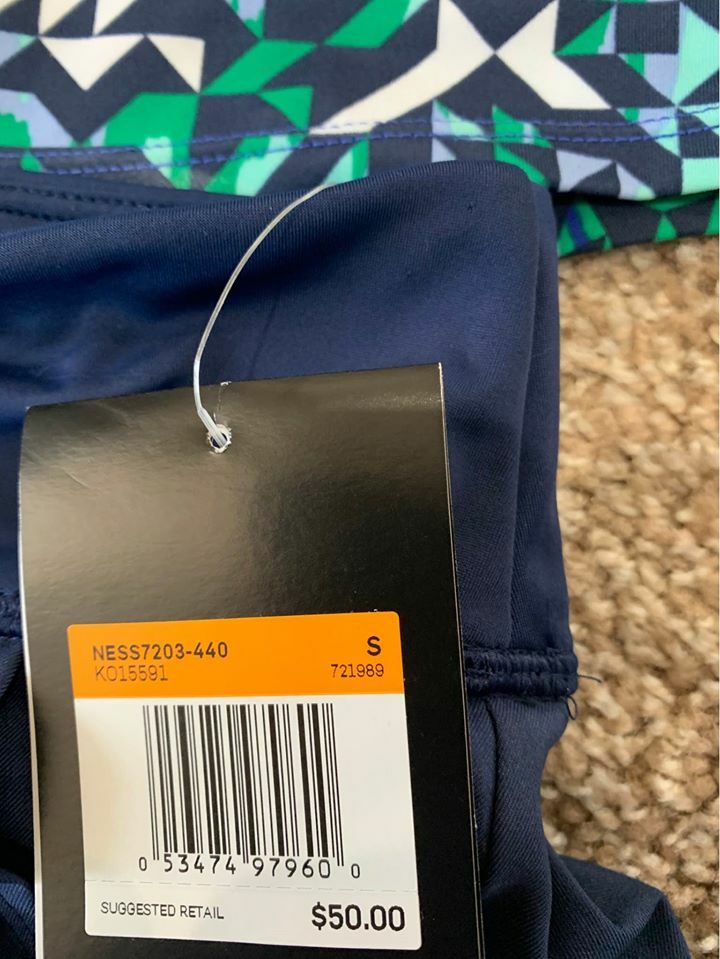 NESS7203-440 S
KO15591 721989
0 53474 97960 0
SUGGESTED RETAIL $50.00